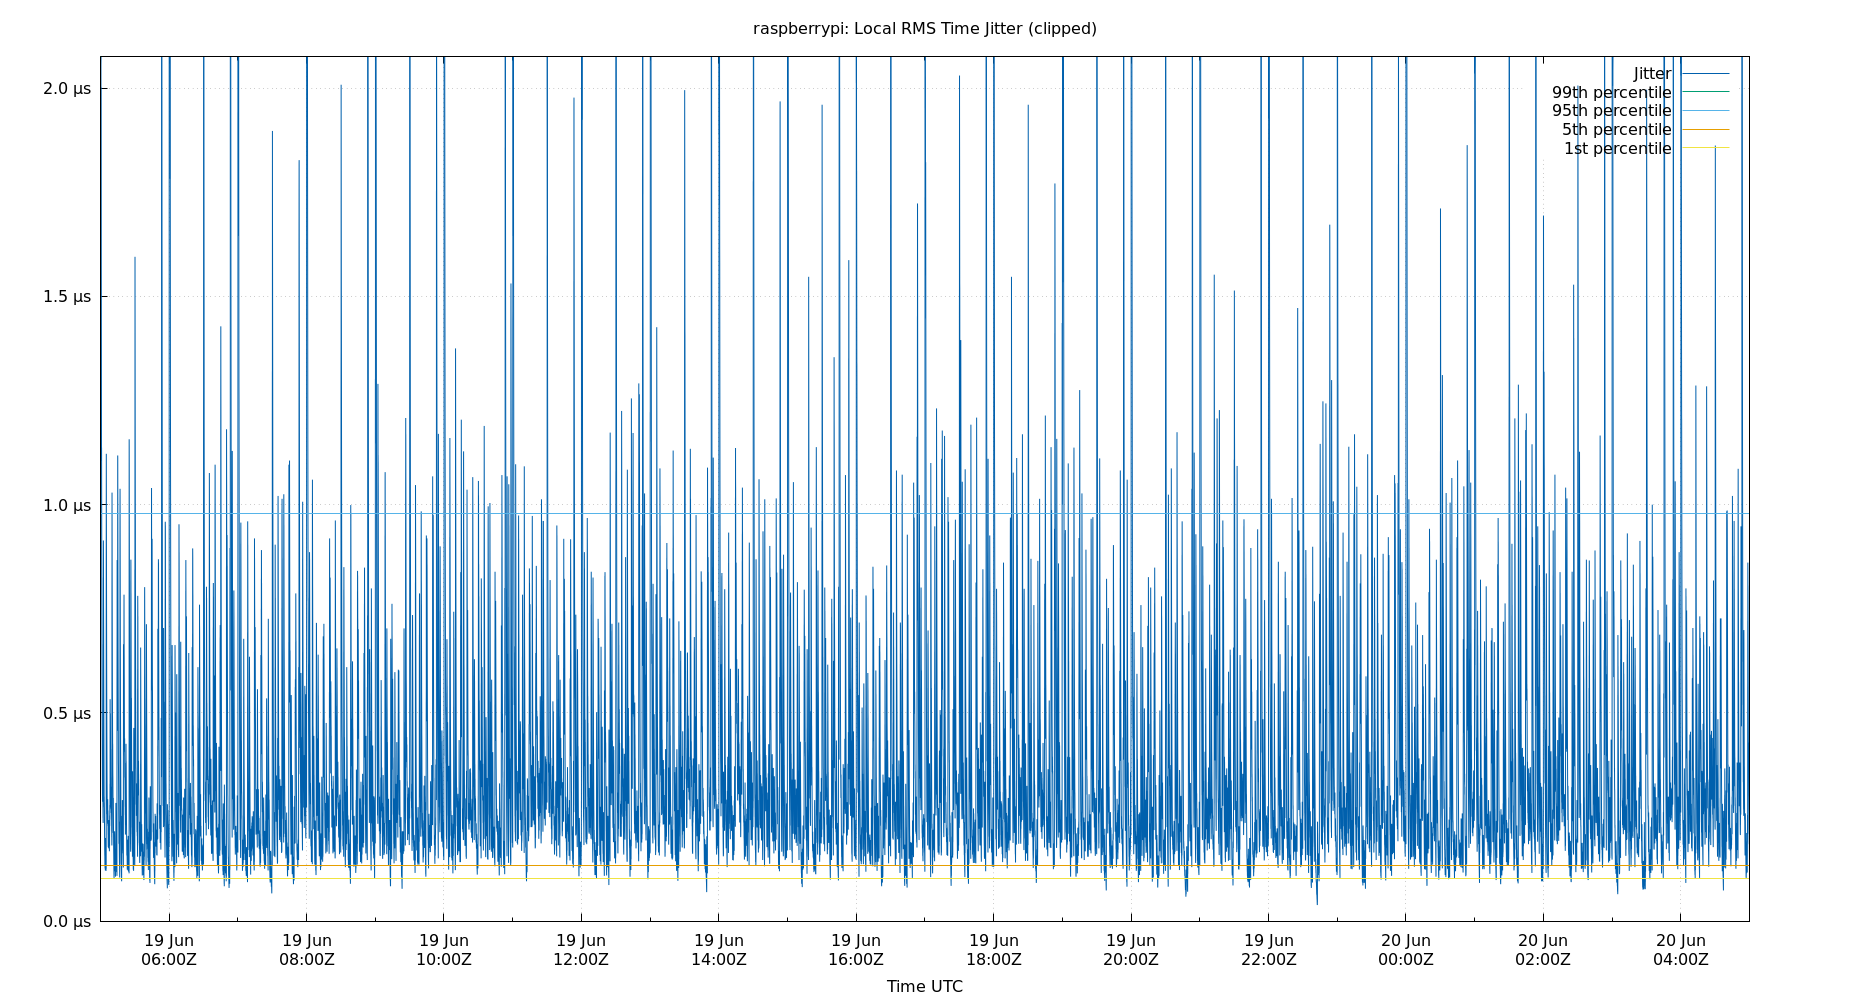 raspberrypi: Local RMS Time Jitter (clipped)
2.0 µs
1.5 µs
1.0 µs
0.5 µs
0.0 µs
Jitter
99th percentile
95th percentile
5th percentile
1st percentile
19 Jun 19 Jun 19 Jun 19 Jun 19 Jun 19 Jun 19 Jun 19 Jun 19 Jun 20 Jun 20 Jun 20 Jun
06:00Z 08:00Z 10:00Z 12:00Z 14:00Z 16:00Z 18:00Z 20:00Z 22:00Z 00:00Z 02:00Z 04:00Z
Time UTC